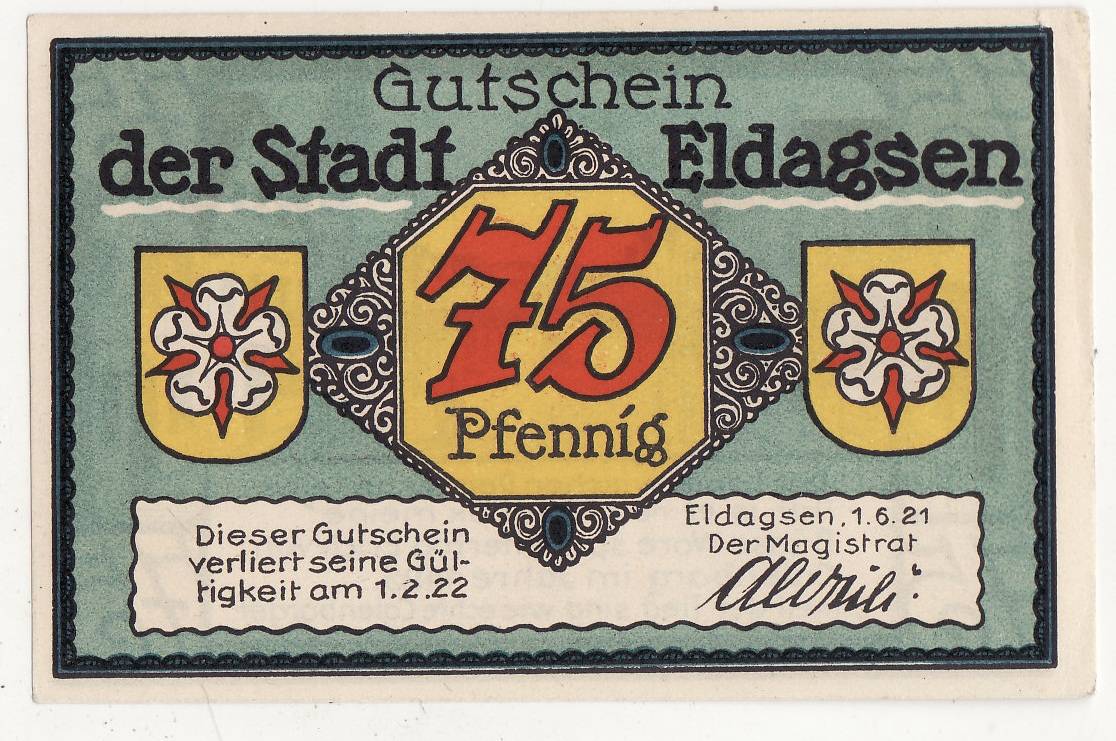 Gutschein
der Stadt Eldagsen
75
Pfennig
Dieser Gutschein
verliert seine Gül-
tigkeit am 1.2.22
Eldagsen, 1.6.21
Der Magistrat